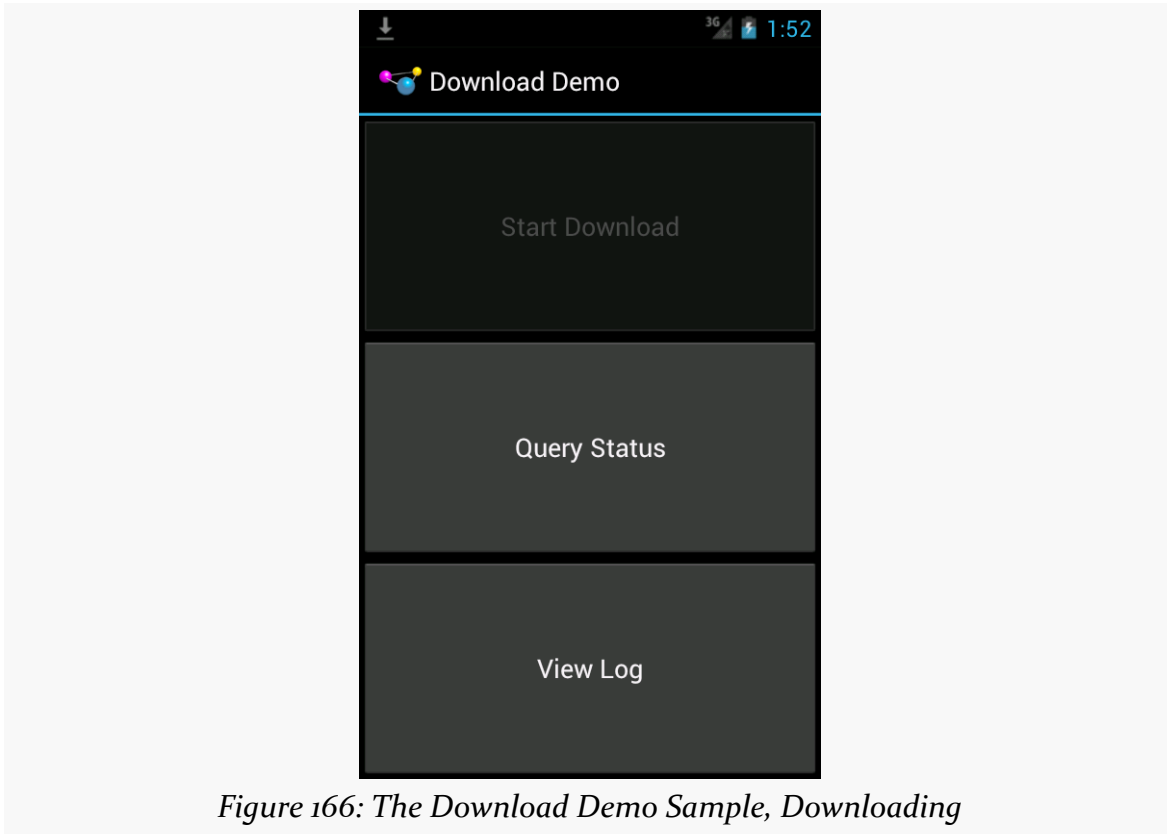 3G 1:52
Download Demo
Start Download
Query Status
View Log
Figure 166: The Download Demo Sample, Downloading